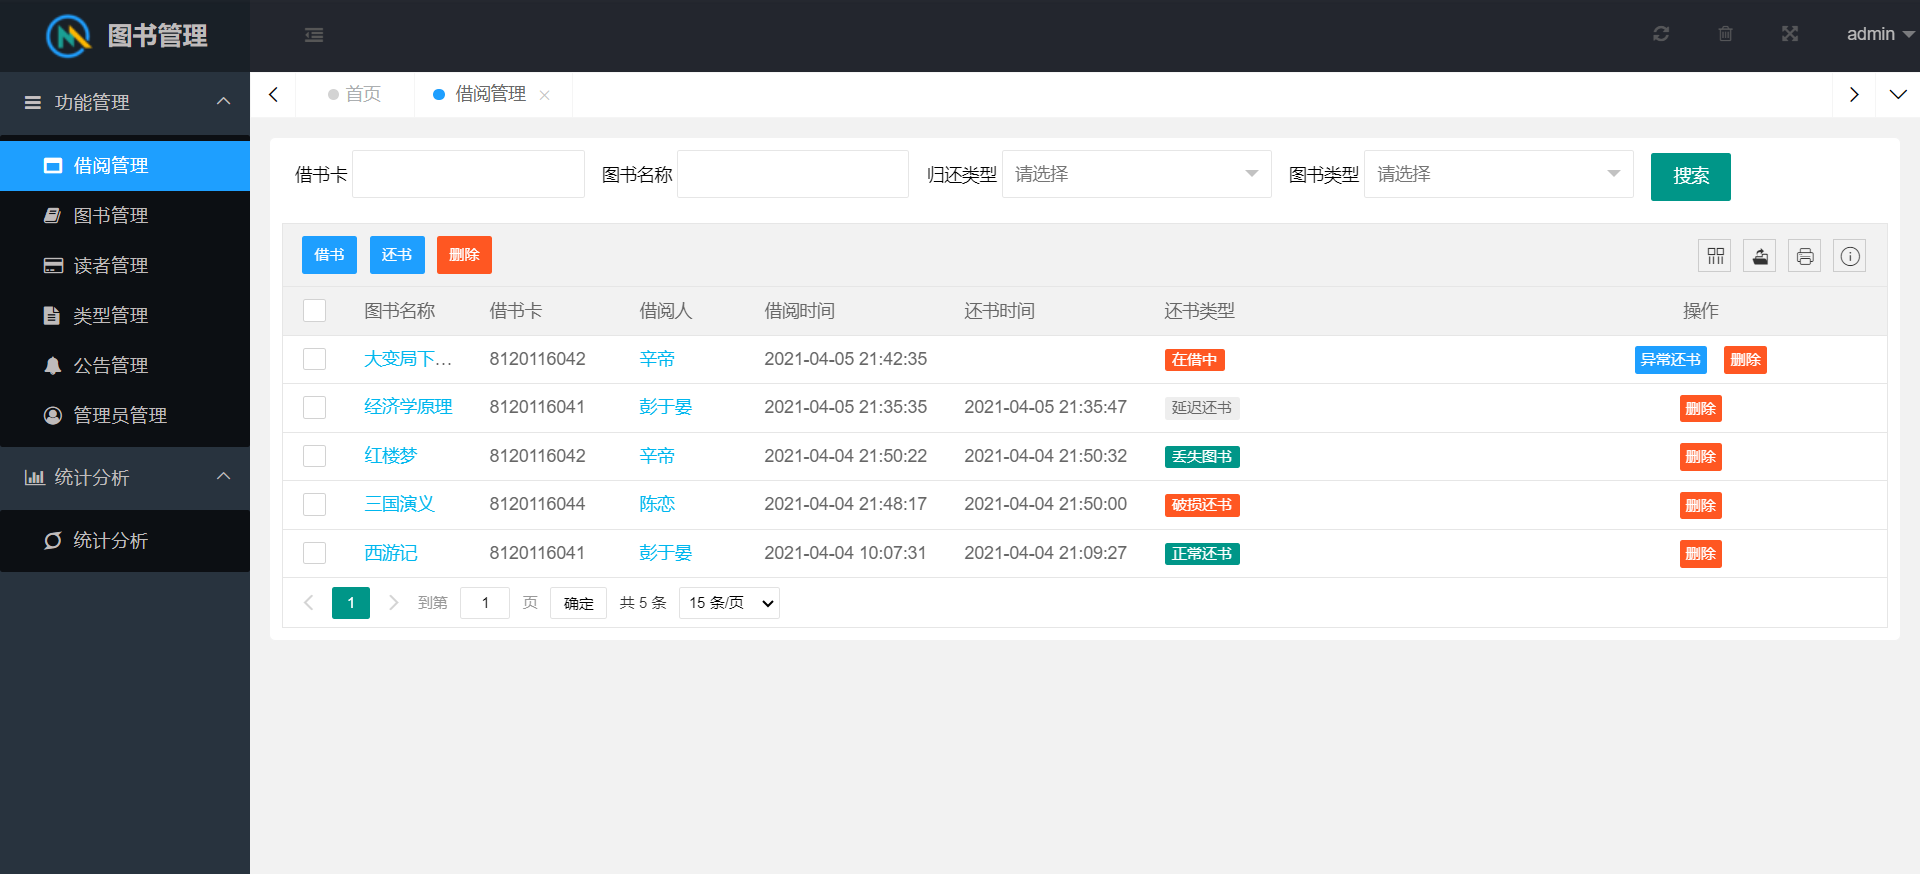 图书管理
admin
功能管理
借阅管理
图书管理
读者管理
类型管理
公告管理
管理员管理
统计分析
统计分析
首页 借阅管理
借书卡 图书名称 归还类型 请选择 图书类型 请选择 搜索
借书 还书 删除
图书名称 借书卡 借阅人 借阅时间 还书时间 还书类型 操作
大变局下… 8120116042 辛帝 2021-04-05 21:42:35 在借中 异常还书 删除
经济学原理 8120116041 彭于晏 2021-04-05 21:35:35 2021-04-05 21:35:47 延迟还书 删除
红楼梦 8120116042 辛帝 2021-04-04 21:50:22 2021-04-04 21:50:32 丢失图书 删除
三国演义 8120116044 陈恋 2021-04-04 21:48:17 2021-04-04 21:50:00 破损还书 删除
西游记 8120116041 彭于晏 2021-04-04 10:07:31 2021-04-04 21:09:27 正常还书 删除
1 到第 1 页 确定 共 5 条 15 条/页